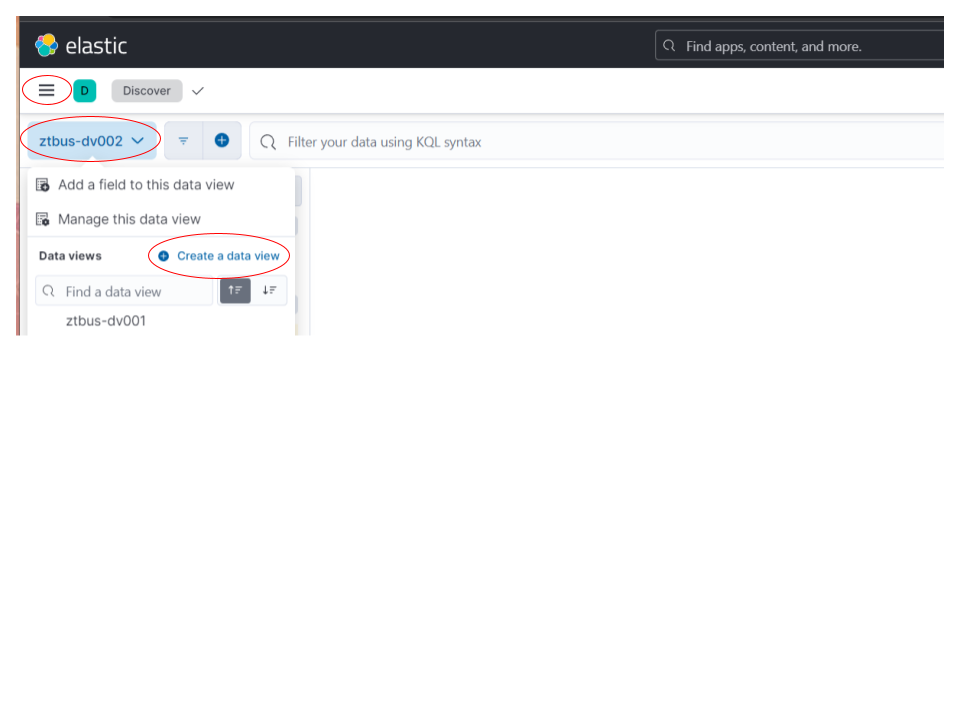 elastic
Find apps, content, and more.
D
Discover
ztbus-dv002
Filter your data using KQL syntax
Add a field to this data view
Manage this data view
Data views
Create a data view
Find a data view
ztbus-dv001